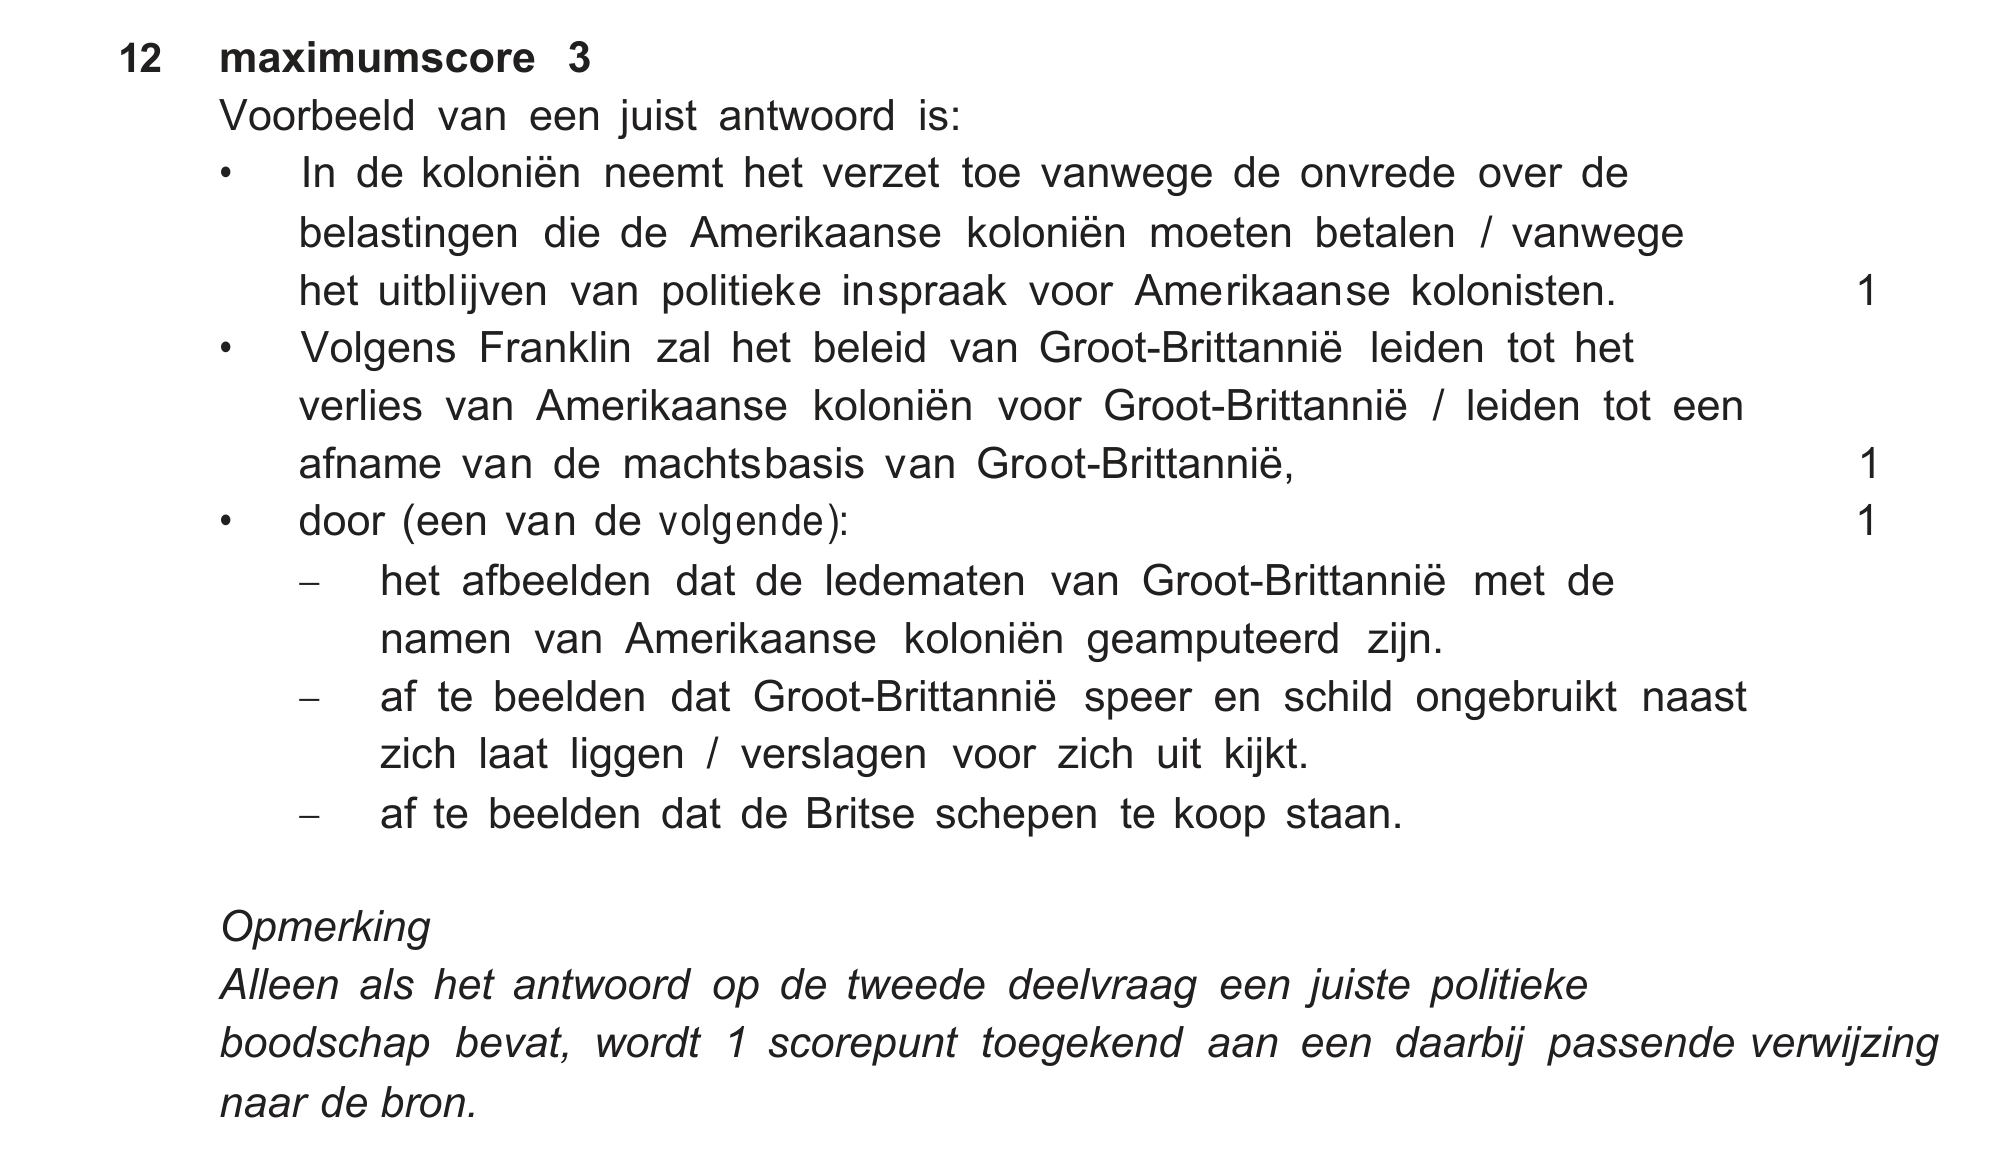 12 maximumscore 3
Voorbeeld van een juist antwoord is:
• In de koloniën neemt het verzet toe vanwege de onvrede over de
belastingen die de Amerikaanse koloniën moeten betalen / vanwege
het uitblijven van politieke inspraak voor Amerikaanse kolonisten. 1
• Volgens Franklin zal het beleid van Groot-Brittannië leiden tot het
verlies van Amerikaanse koloniën voor Groot-Brittannië / leiden tot een
afname van de machtsbasis van Groot-Brittannië, 1
• door (een van de volgende): 1
− het afbeelden dat de ledematen van Groot-Brittannië met de
namen van Amerikaanse koloniën geamputeerd zijn.
− af te beelden dat Groot-Brittannië speer en schild ongebruikt naast
zich laat liggen / verslagen voor zich uit kijkt.
− af te beelden dat de Britse schepen te koop staan.
Opmerking
Alleen als het antwoord op de tweede deelvraag een juiste politieke
boodschap bevat, wordt 1 scorepunt toegekend aan een daarbij passende verwijzing
naar de bron.